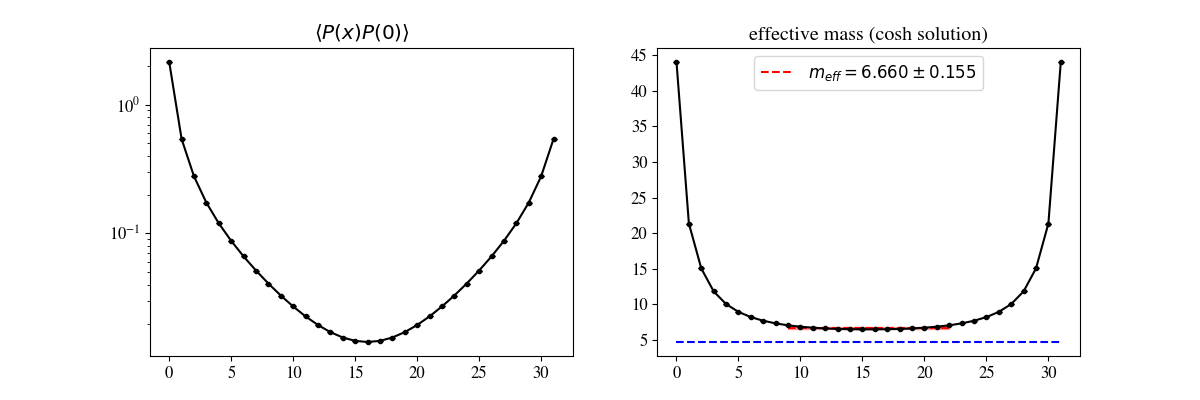 ⟨P(x)P(0)⟩
10⁰
10⁻¹
0 5 10 15 20 25 30
effective mass (cosh solution)
m_eff = 6.660 ± 0.155
45
40
35
30
25
20
15
10
5
0 5 10 15 20 25 30